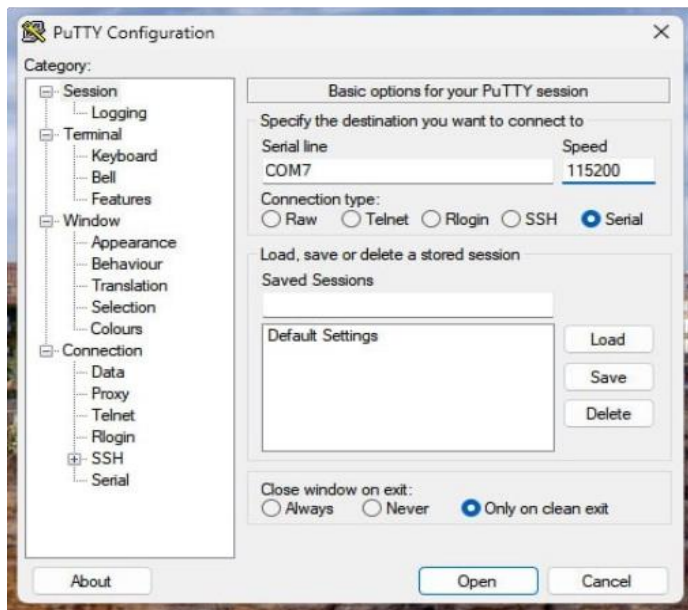 PuTTY Configuration
Category:
Session
Logging
Terminal
Keyboard
Bell
Features
Window
Appearance
Behaviour
Translation
Selection
Colours
Connection
Data
Proxy
Telnet
Rlogin
SSH
Serial
Basic options for your PuTTY session
Specify the destination you want to connect to
Serial line Speed
COM7 115200
Connection type:
Raw Telnet Rlogin SSH Serial
Load, save or delete a stored session
Saved Sessions
Default Settings
Load
Save
Delete
Close window on exit:
Always Never Only on clean exit
About Open Cancel